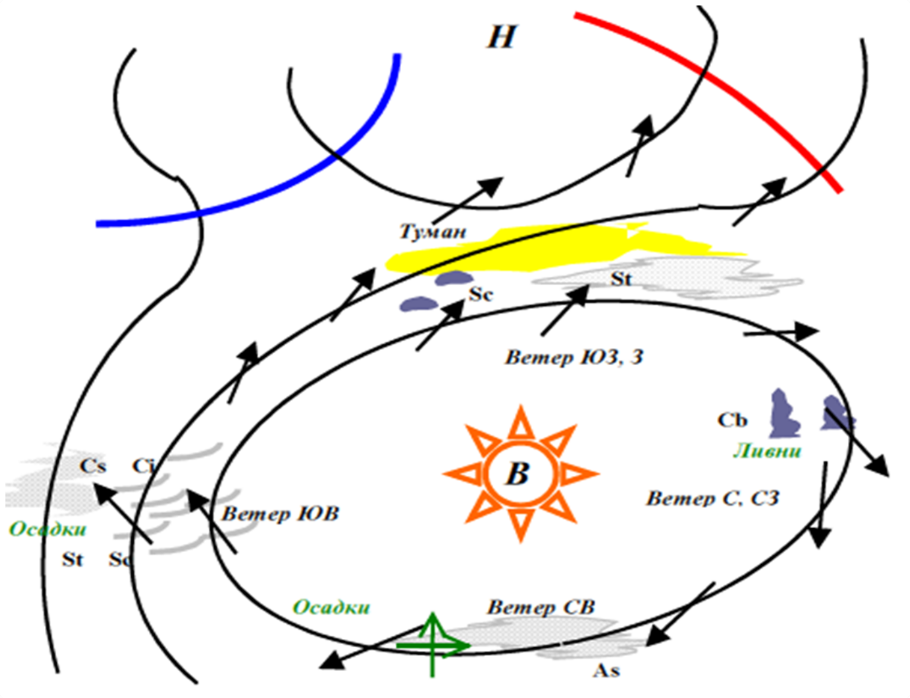 Н
Туман
St
Sc
Ветер ЮЗ, З
Cb
Ливни
Cs Ci
В
Ветер С, СЗ
Ветер ЮВ
Осадки
St Sc
Осадки
Ветер СВ
As